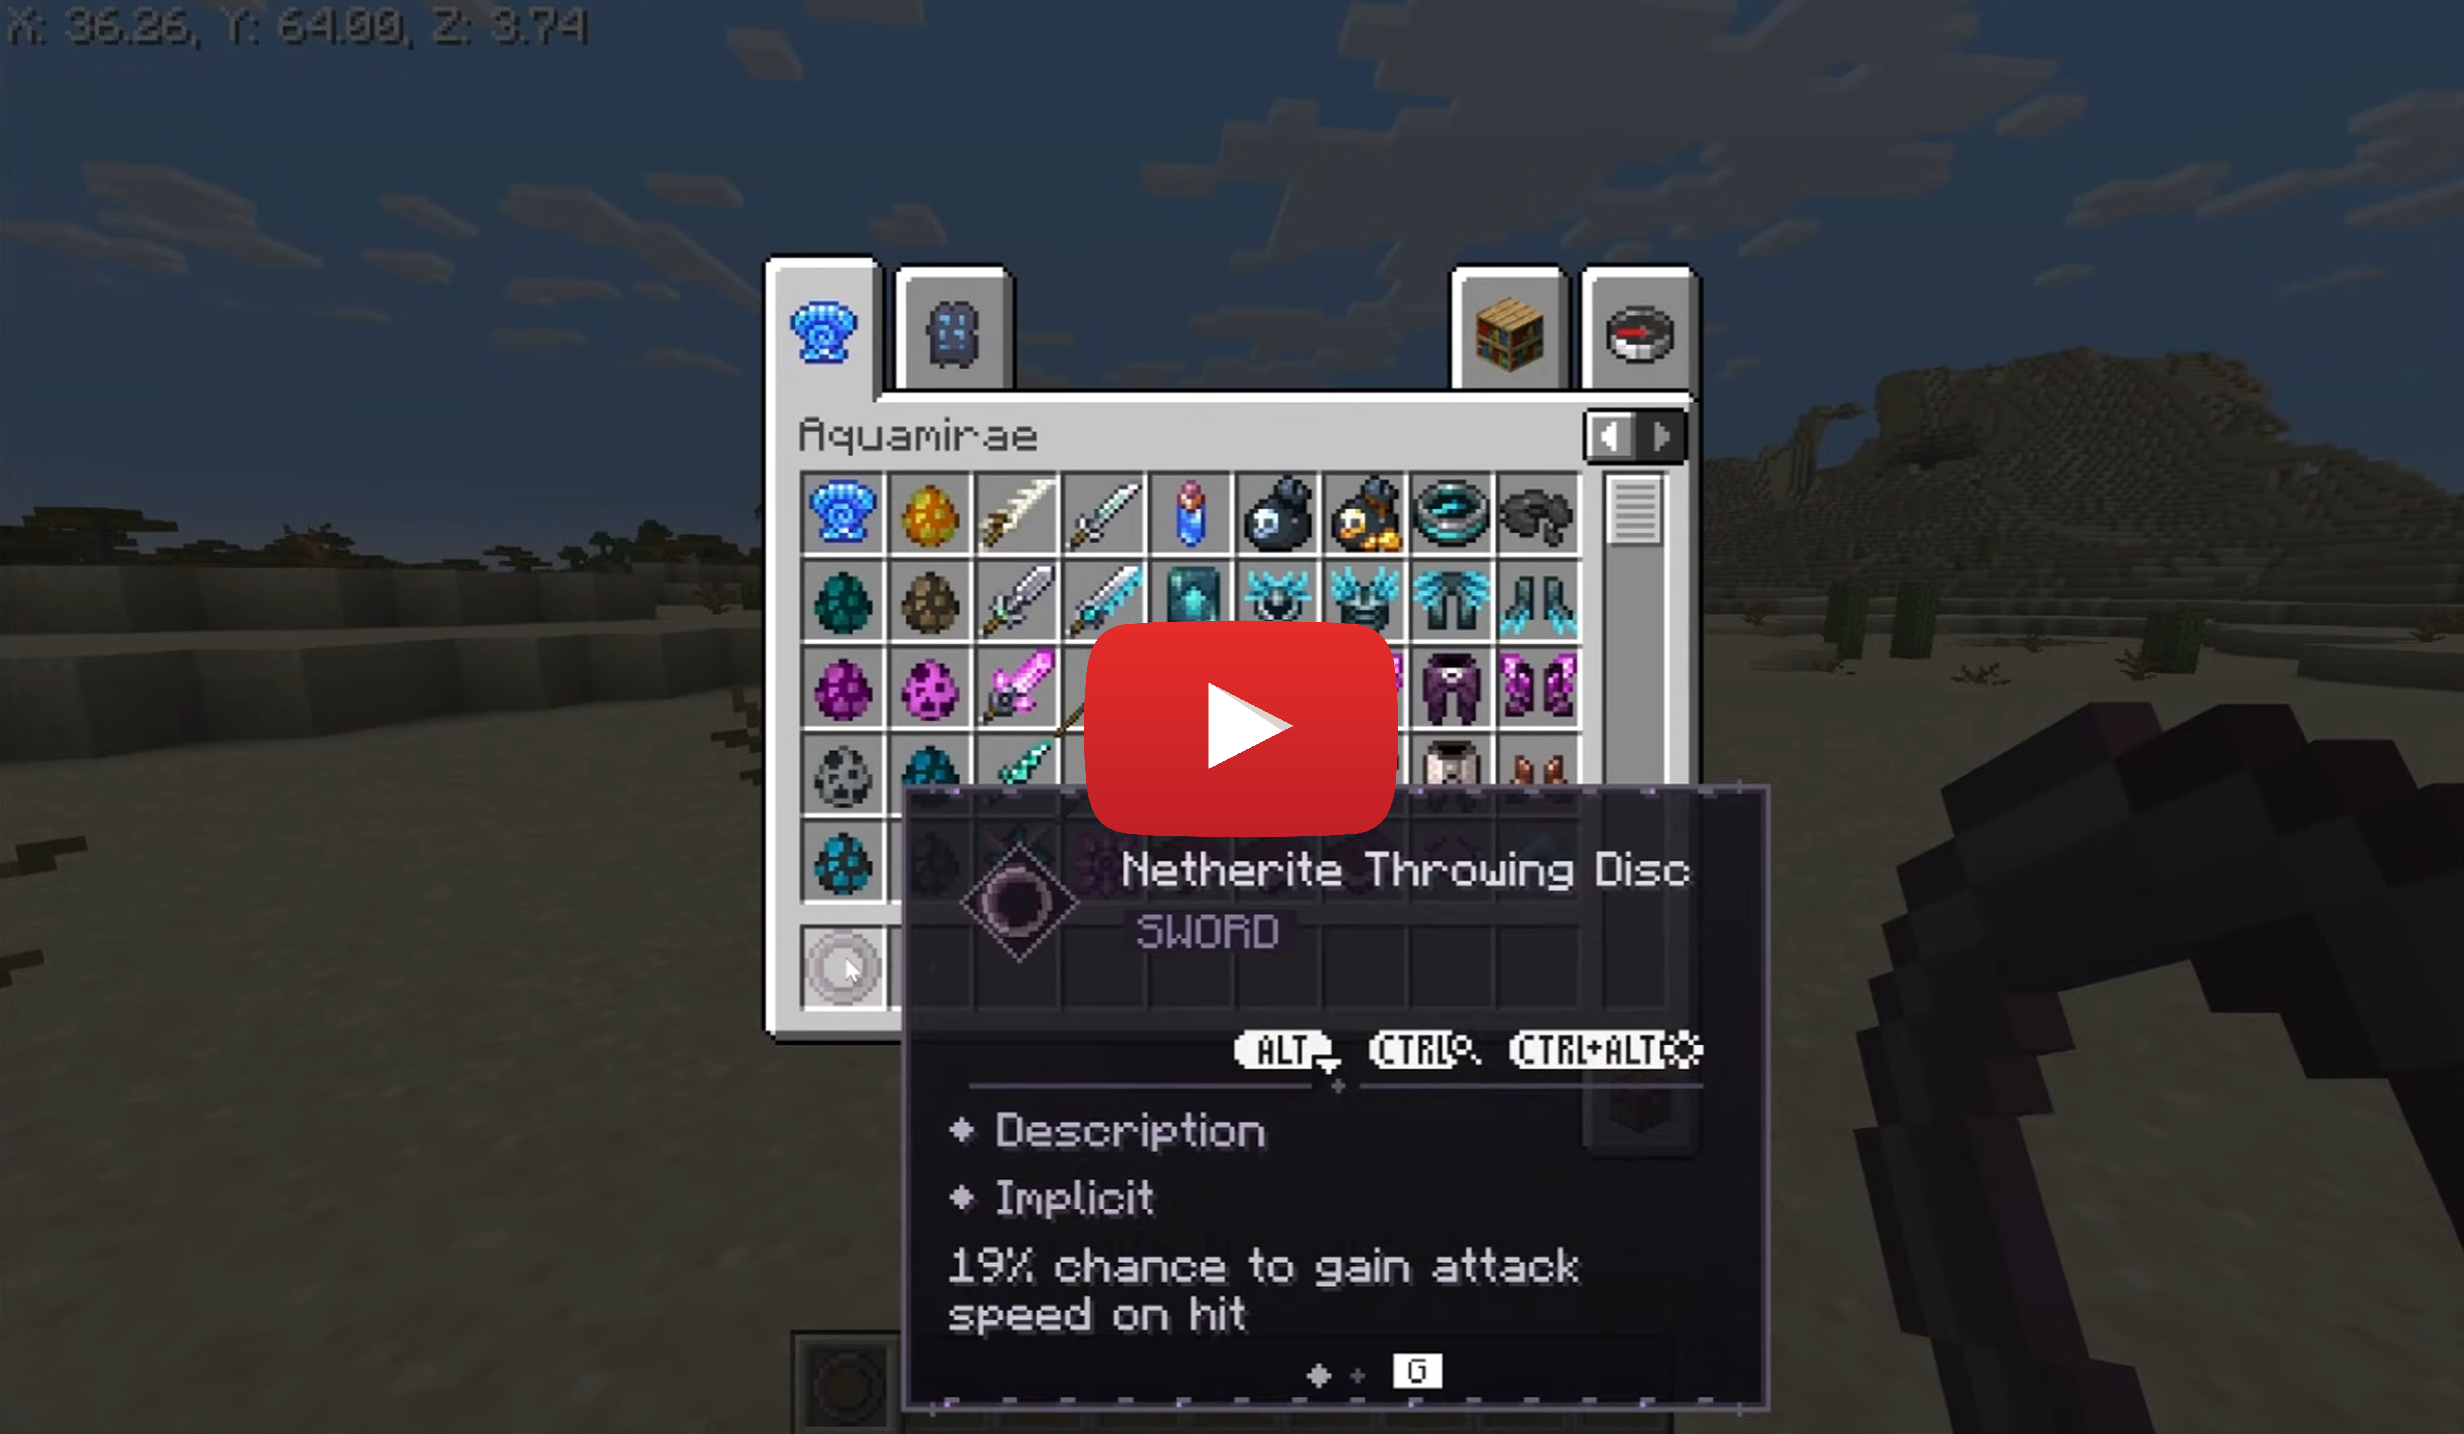 X: 36.26, Y: 64.00, Z: 3.74
Aquamirae
Netherite Throwing Disc
SWORD
ALT CTRL CTRL+ALT
Description
Implicit
19% chance to gain attack
speed on hit
G